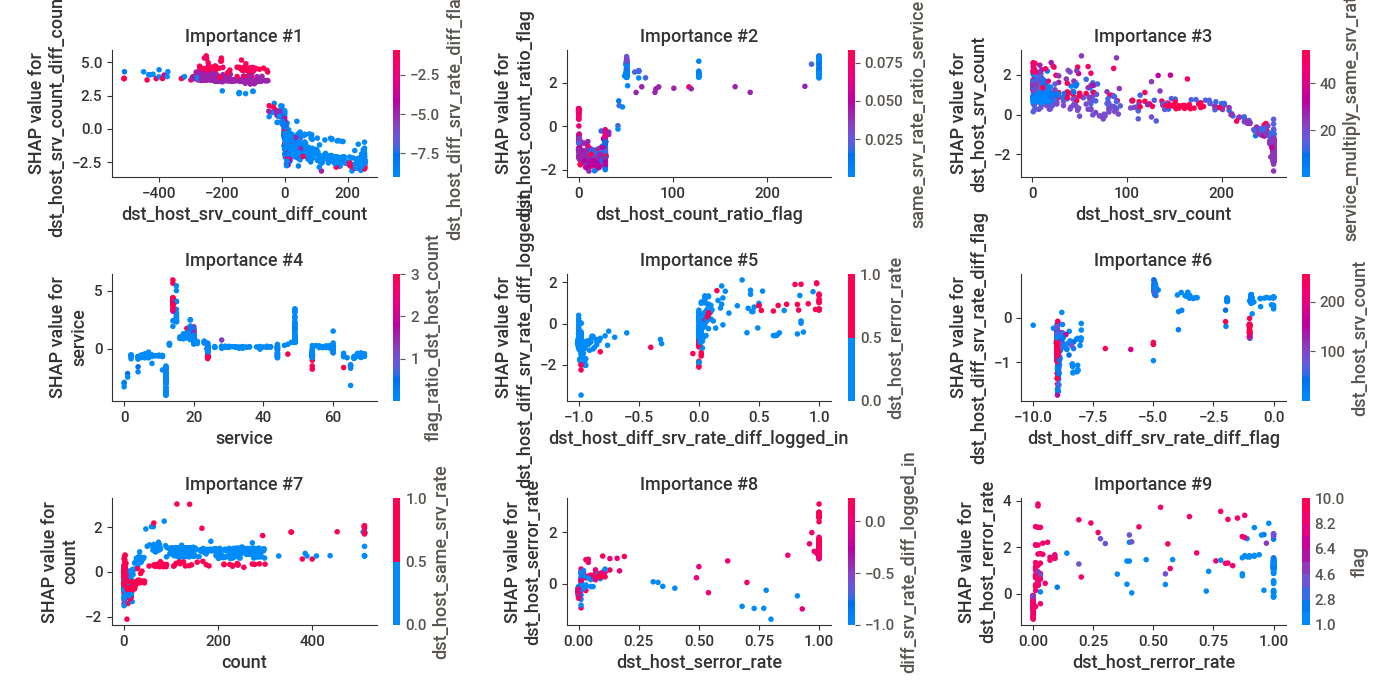 Importance #1
SHAP value for
dst_host_srv_count_diff_coun
5.0
2.5
0.0
−2.5
−400
−200
0
200
dst_host_srv_count_diff_count
−2.5
−5.0
−7.5
dst_host_diff_srv_rate_diff_fla
Importance #2
SHAP value for
dst_host_count_ratio_flag
2
0
−2
0
100
200
dst_host_count_ratio_flag
0.075
0.050
0.025
same_srv_rate_ratio_service
Importance #3
SHAP value for
dst_host_srv_count
2
0
−2
0
100
200
dst_host_srv_count
40
20
service_multiply_same_srv_rat
Importance #4
SHAP value for
service
5
0
0
20
40
60
service
3
2
1
flag_ratio_dst_host_count
Importance #5
SHAP value for
dst_host_diff_srv_rate_diff_logged
2
0
−2
−1.0
−0.5
0.0
0.5
1.0
dst_host_diff_srv_rate_diff_logged_in
1.0
0.5
0.0
dst_host_rerror_rate
Importance #6
SHAP value for
dst_host_diff_srv_rate_diff_flag
0
−1
−10.0
−7.5
−5.0
−2.5
0.0
dst_host_diff_srv_rate_diff_flag
200
100
dst_host_srv_count
Importance #7
SHAP value for
count
2
0
−2
0
200
400
count
1.0
0.5
0.0
dst_host_same_srv_rate
Importance #8
SHAP value for
dst_host_serror_rate
2
0
0.00
0.25
0.50
0.75
1.00
dst_host_serror_rate
0.0
−0.5
−1.0
diff_srv_rate_diff_logged_in
Importance #9
SHAP value for
dst_host_rerror_rate
4
2
0
0.00
0.25
0.50
0.75
1.00
dst_host_rerror_rate
10.0
8.2
6.4
4.6
2.8
1.0
flag